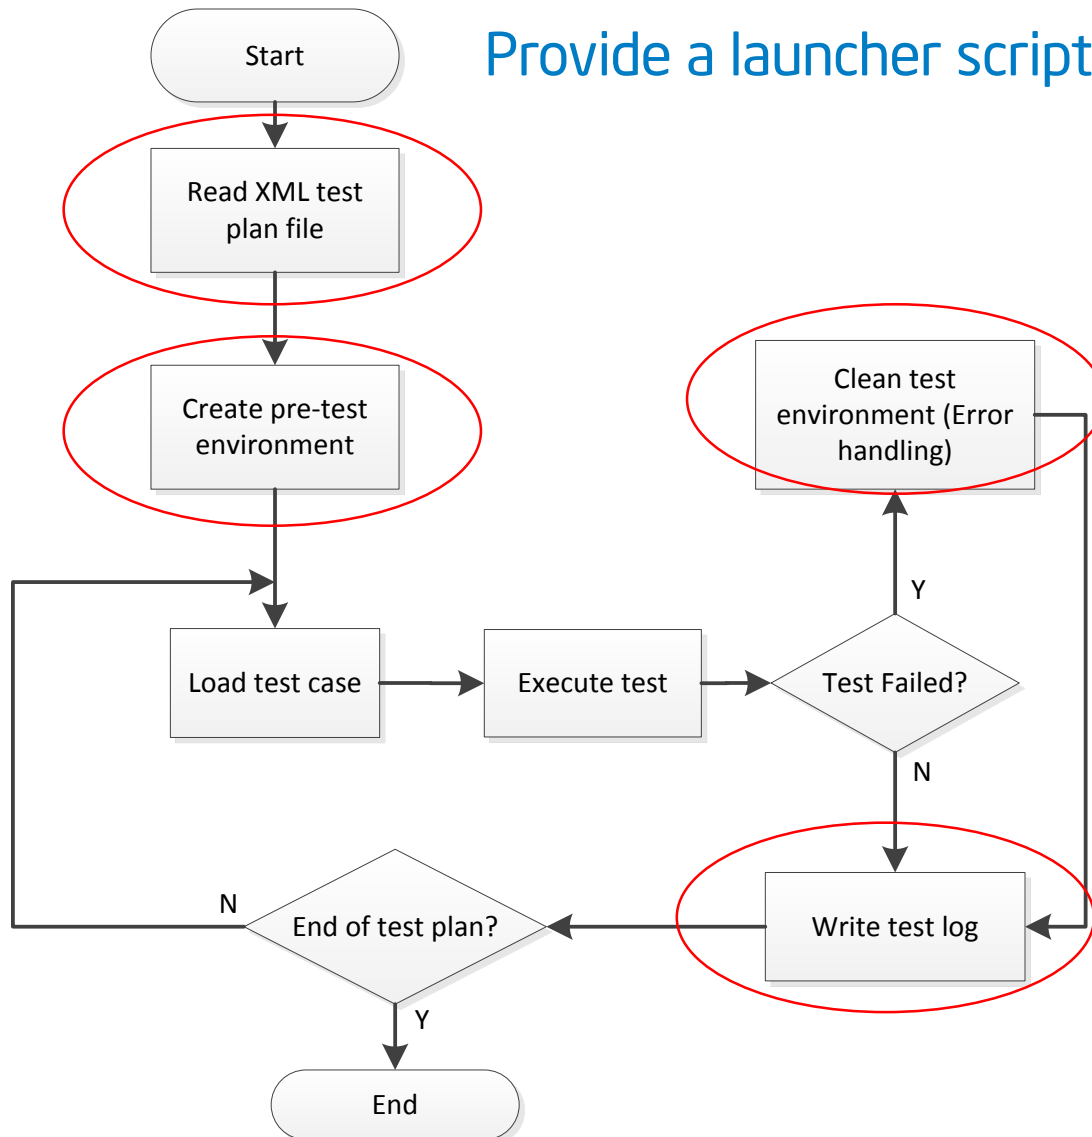 Provide a launcher script
Start
Read XML test
plan file
Create pre-test
environment
Clean test
environment (Error
handling)
Y
Load test case
Execute test
Test Failed?
N
Write test log
End of test plan?
N
Y
End